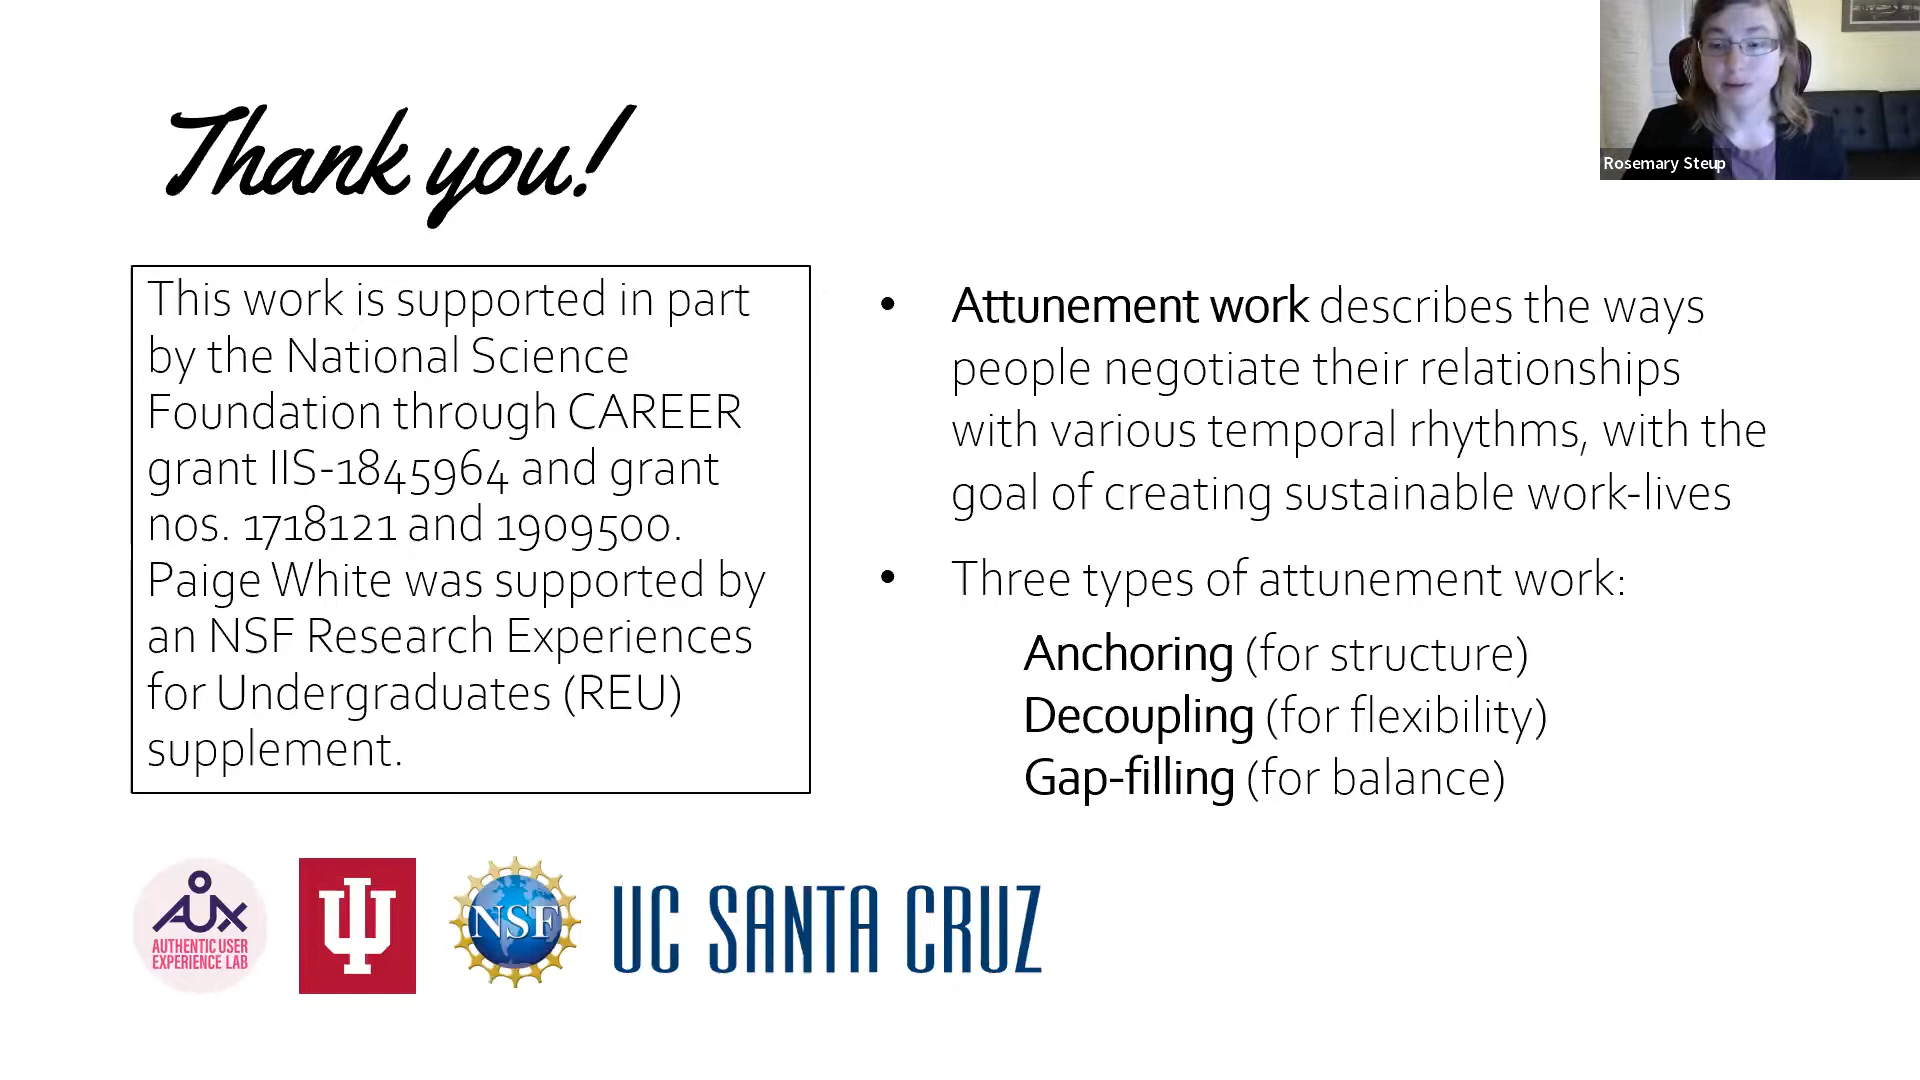 Thank you!
Rosemary Steup
This work is supported in part
by the National Science
Foundation through CAREER
grant IIS-1845964 and grant
nos. 1718121 and 1909500.
Paige White was supported by
an NSF Research Experiences
for Undergraduates (REU)
supplement.
• Attunement work describes the ways
people negotiate their relationships
with various temporal rhythms, with the
goal of creating sustainable work-lives
• Three types of attunement work:
Anchoring (for structure)
Decoupling (for flexibility)
Gap-filling (for balance)
AUX
AUTHENTIC USER
EXPERIENCE LAB
NSF
UC SANTA CRUZ